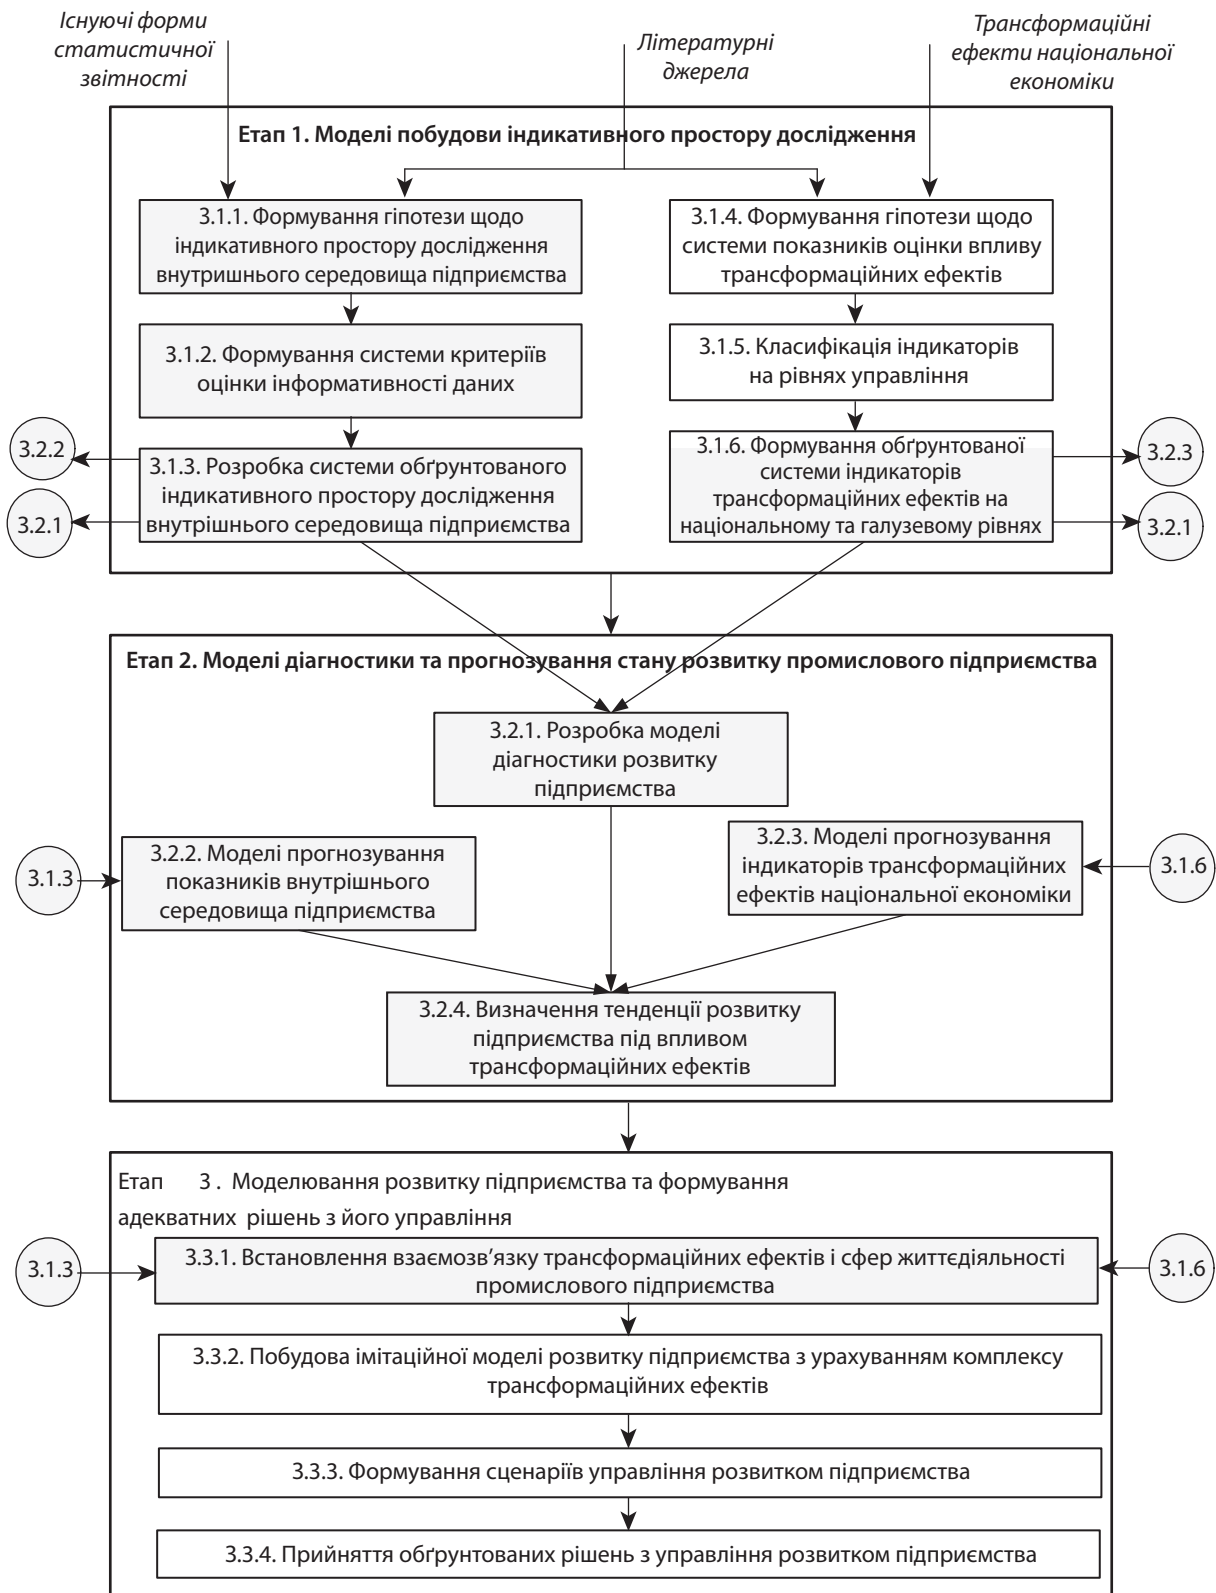 Існуючі форми
статистичної
звітності
Літературні
джерела
Трансформаційні
ефекти національної
економіки
Етап 1. Моделі побудови індикативного простору дослідження
3.1.1. Формування гіпотези щодо
індикативного простору дослідження
внутришнього середовища підприємства
3.1.4. Формування гіпотези щодо
системи показників оцінки впливу
трансформаційних ефектів
3.1.2. Формування системи критеріїв
оцінки інформативності даних
3.1.5. Класифікація індикаторів
на рівнях управління
3.2.2
3.2.1
3.1.3. Розробка системи обґрунтованого
індикативного простору дослідження
внутрішнього середовища підприємства
3.1.6. Формування обґрунтованої
системи індикаторів
трансформаційних ефектів на
національному та галузевому рівнях
3.2.3
3.2.1
Етап 2. Моделі діагностики та прогнозування стану розвитку промислового підприємства
3.2.1. Розробка моделі
діагностики розвитку
підприємства
3.1.3
3.2.2. Моделі прогнозування
показників внутрішнього
середовища підприємства
3.2.3. Моделі прогнозування
індикаторів трансформаційних
ефектів національної економіки
3.1.6
3.2.4. Визначення тенденції розвитку
підприємства під впливом
трансформаційних ефектів
Етап 3 . Моделювання розвитку підприємства та формування
адекватних рішень з його управління
3.1.3
3.3.1. Встановлення взаємозв'язку трансформаційних ефектів і сфер життєдіяльності
промислового підприємства
3.1.6
3.3.2. Побудова імітаційної моделі розвитку підприємства з урахуванням комплексу
трансформаційних ефектів
3.3.3. Формування сценаріїв управління розвитком підприємства
3.3.4. Прийняття обґрунтованих рішень з управління розвитком підприємства